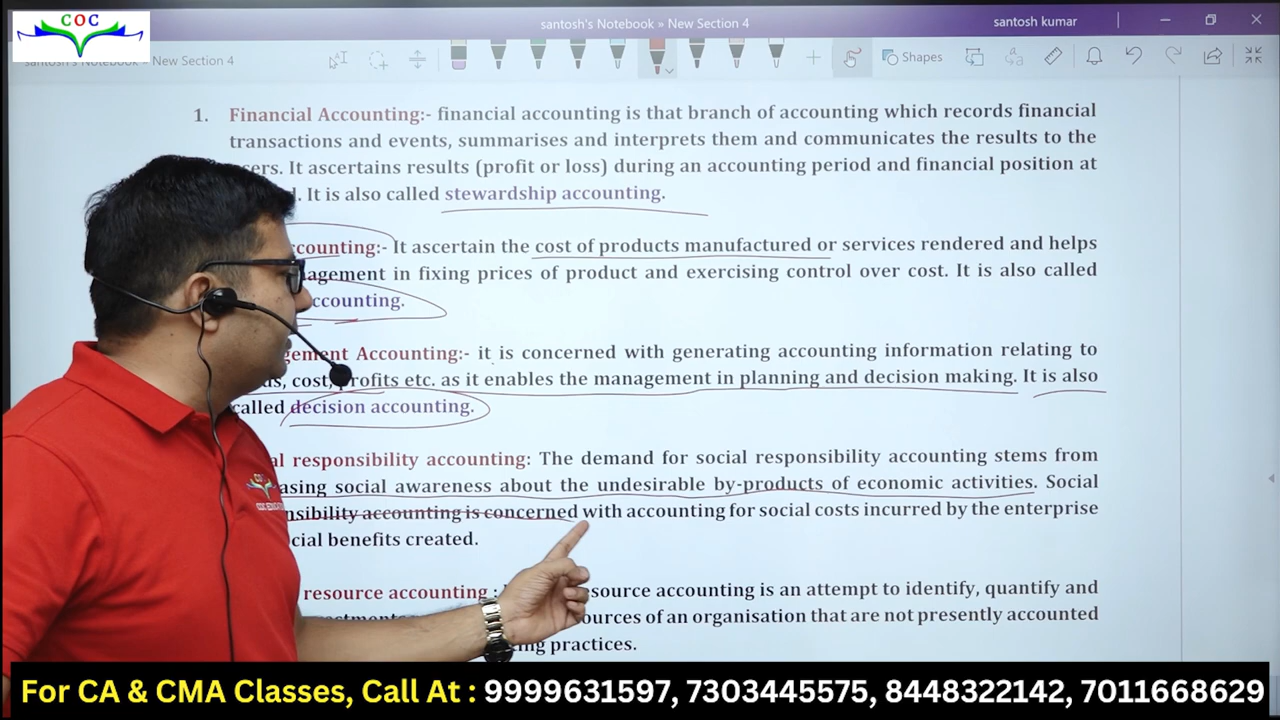 COC
santosh's Notebook » New Section 4
santosh kumar
santosh's Notebook » New Section 4
Shapes
1. Financial Accounting:- financial accounting is that branch of accounting which records financial
transactions and events, summarises and interprets them and communicates the results to the
sers. It ascertains results (profit or loss) during an accounting period and financial position at
. It is also called stewardship accounting.
ccounting:- It ascertain the cost of products manufactured or services rendered and helps
agement in fixing prices of product and exercising control over cost. It is also called
ccounting.
gement Accounting:- it is concerned with generating accounting information relating to
s, cost, profits etc. as it enables the management in planning and decision making. It is also
called decision accounting.
al responsibility accounting: The demand for social responsibility accounting stems from
asing social awareness about the undesirable by-products of economic activities. Social
nsibility accounting is concerned with accounting for social costs incurred by the enterprise
cial benefits created.
resource accounting : source accounting is an attempt to identify, quantify and
ources of an organisation that are not presently accounted
practices.
For CA & CMA Classes, Call At : 9999631597, 7303445575, 8448322142, 7011668629